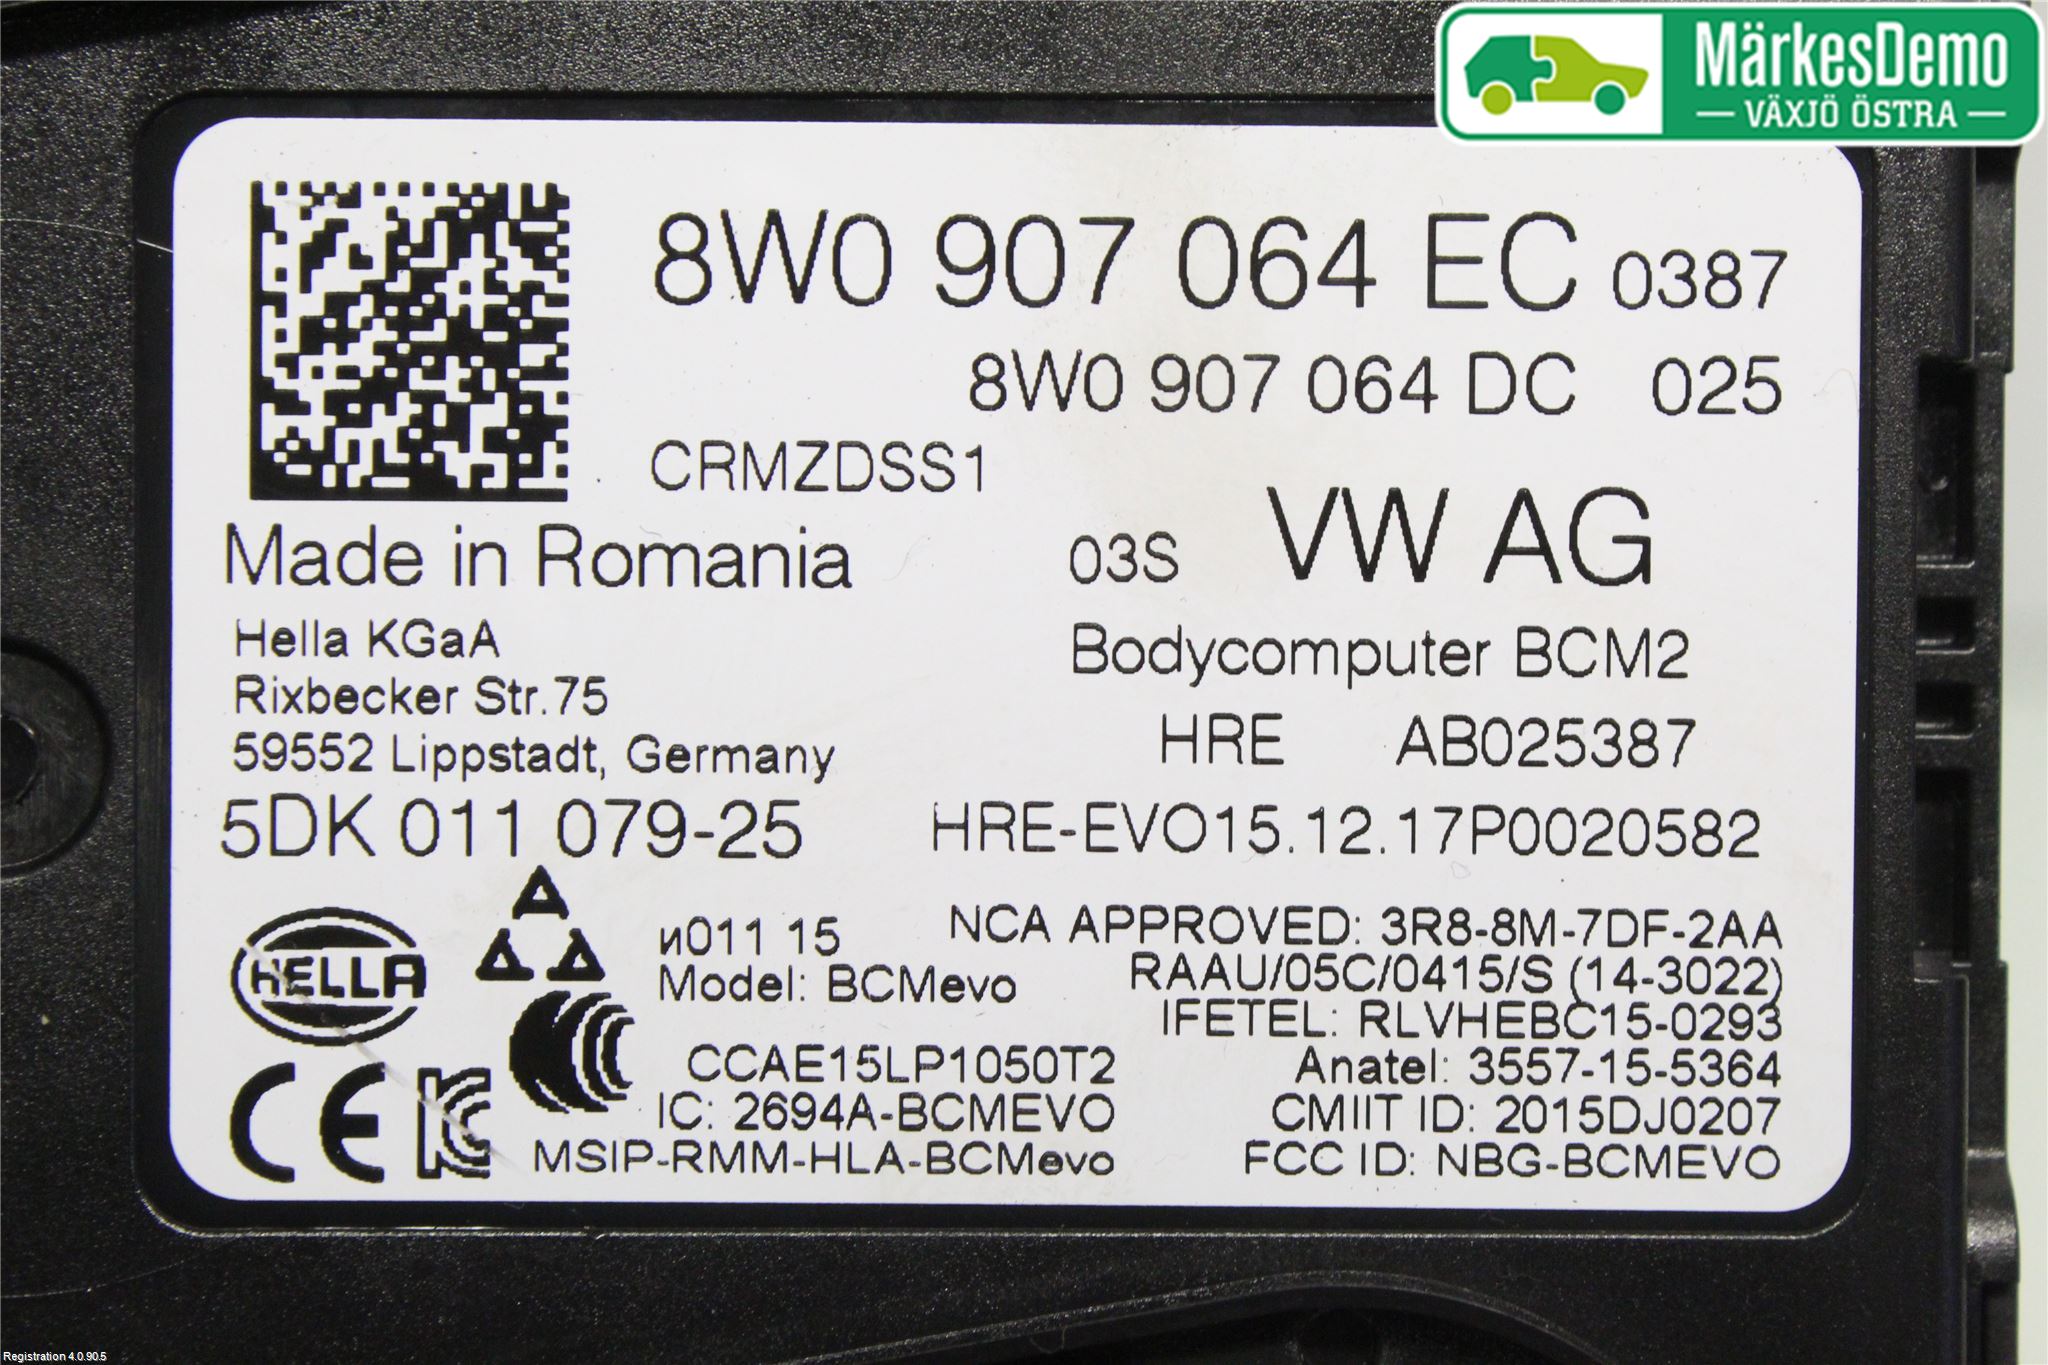 MärkesDemo
VÄXJÖ ÖSTRA
8W0 907 064 EC 0387
8W0 907 064 DC 025
CRMZDSS1
Made in Romania
03S VW AG
Hella KGaA
Bodycomputer BCM2
Rixbecker Str.75
HRE AB025387
59552 Lippstadt, Germany
5DK 011 079-25
HRE-EVO15.12.17P0020582
HELLA
и011 15
Model: BCMevo
NCA APPROVED: 3R8-8M-7DF-2AA
RAAU/05C/0415/S (14-3022)
IFETEL: RLVHEBC15-0293
CCAE15LP1050T2
Anatel: 3557-15-5364
IC: 2694A-BCMEVO
CMIIT ID: 2015DJ0207
CE
MSIP-RMM-HLA-BCMevo
FCC ID: NBG-BCMEVO
Registration 4.0.90.5